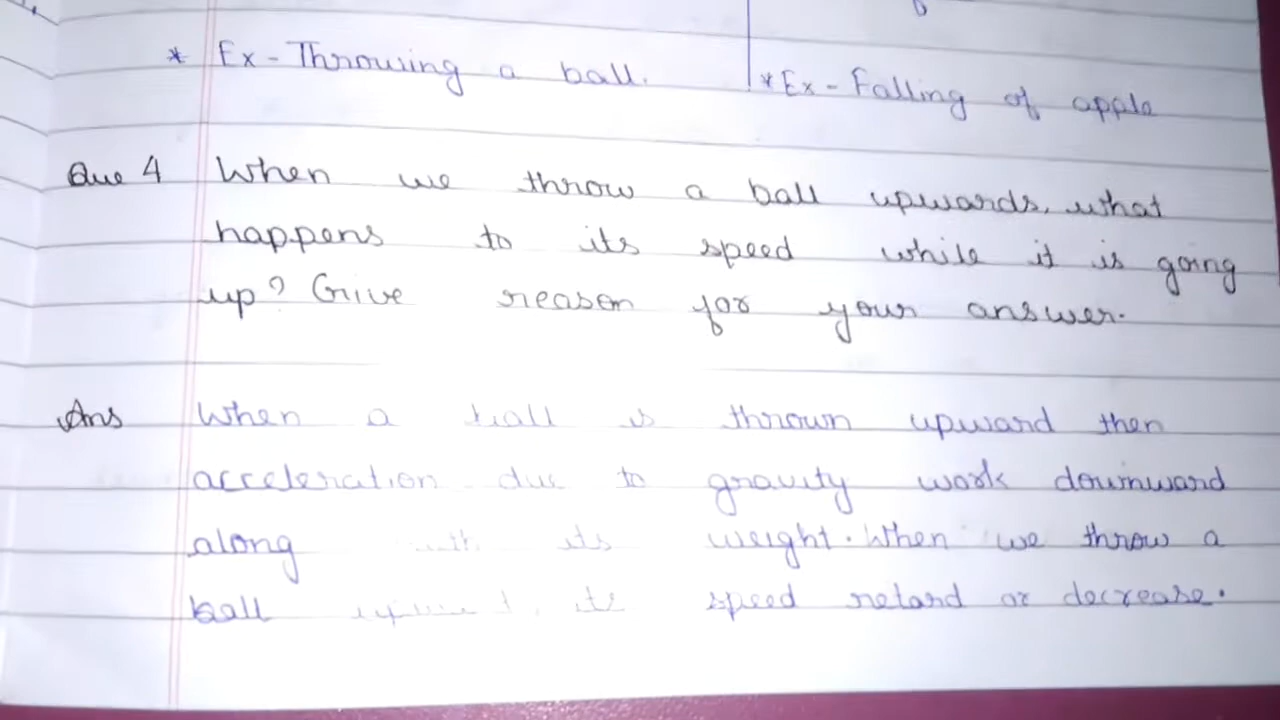 * Ex - Throwing a ball.
* Ex - Falling of apple
Que 4 When we throw a ball upwards, what
happens to its speed while it is going
up? Give reason for your answer.
Ans When a ball is thrown upward then
acceleration due to gravity work downward
along with its weight. When we throw a
ball upward, its speed retard or decrease.